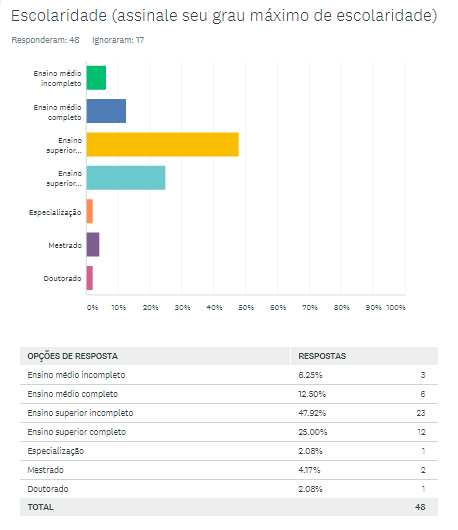 Escolaridade (assinale seu grau máximo de escolaridade)
Responderam: 48 Ignoraram: 17
Ensino médio
incompleto
Ensino médio
completo
Ensino
superior...
Ensino
superior...
Especialização
Mestrado
Doutorado
0% 10% 20% 30% 40% 50% 60% 70% 80% 90% 100%
OPÇÕES DE RESPOSTA RESPOSTAS
Ensino médio incompleto 6.25% 3
Ensino médio completo 12.50% 6
Ensino superior incompleto 47.92% 23
Ensino superior completo 25.00% 12
Especialização 2.08% 1
Mestrado 4.17% 2
Doutorado 2.08% 1
TOTAL 48